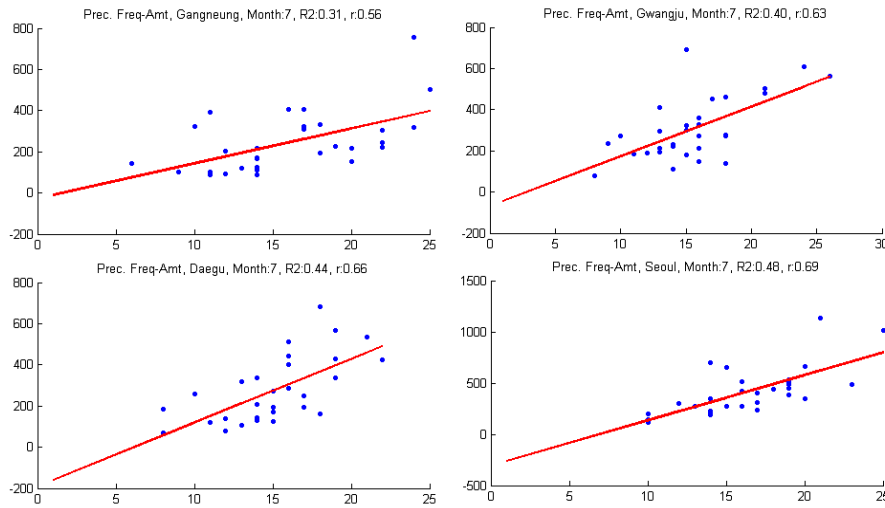 Prec. Freq-Amt, Gangneung, Month:7, R2:0.31, r:0.56
800
600
400
200
0
-200
0 5 10 15 20 25
Prec. Freq-Amt, Gwangju, Month:7, R2:0.40, r:0.63
800
600
400
200
0
-200
0 5 10 15 20 25 30
Prec. Freq-Amt, Daegu, Month:7, R2:0.44, r:0.66
800
600
400
200
0
-200
0 5 10 15 20 25
Prec. Freq-Amt, Seoul, Month:7, R2:0.48, r:0.69
1500
1000
500
0
-500
0 5 10 15 20 25